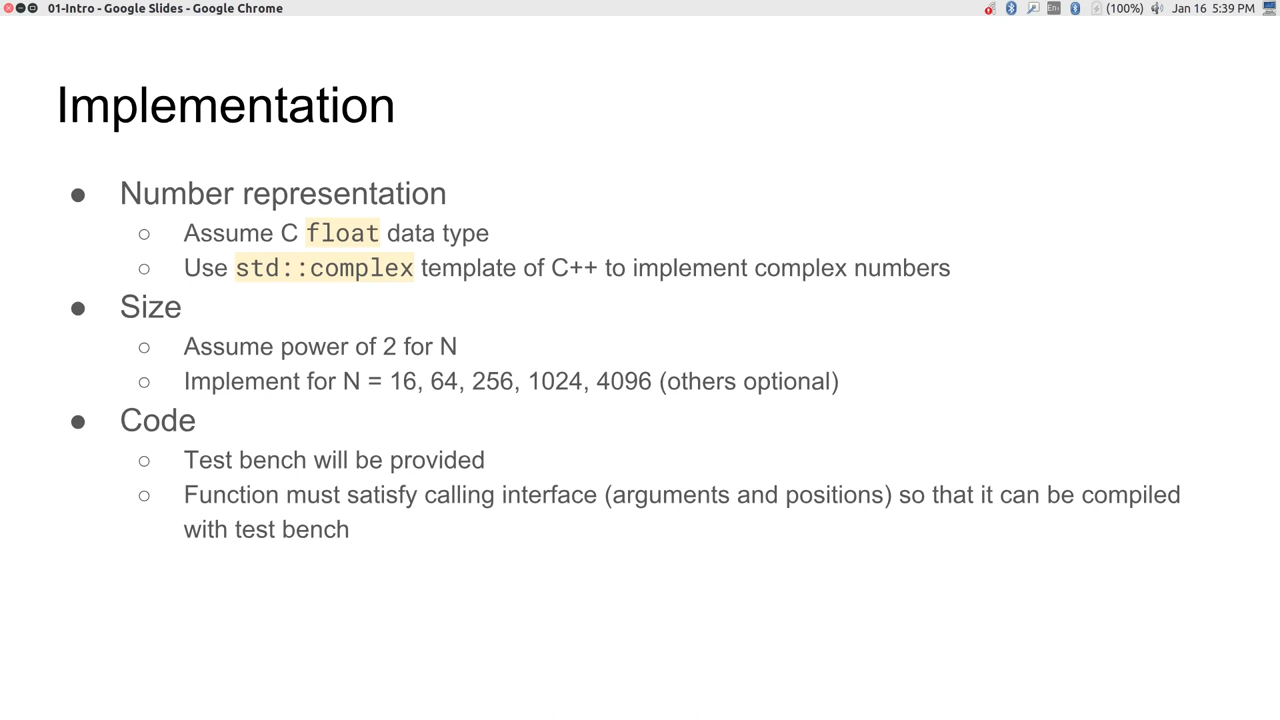 01-Intro - Google Slides - Google Chrome
En (100%) Jan 16 5:39 PM
Implementation
● Number representation
○ Assume C float data type
○ Use std::complex template of C++ to implement complex numbers
● Size
○ Assume power of 2 for N
○ Implement for N = 16, 64, 256, 1024, 4096 (others optional)
● Code
○ Test bench will be provided
○ Function must satisfy calling interface (arguments and positions) so that it can be compiled
with test bench